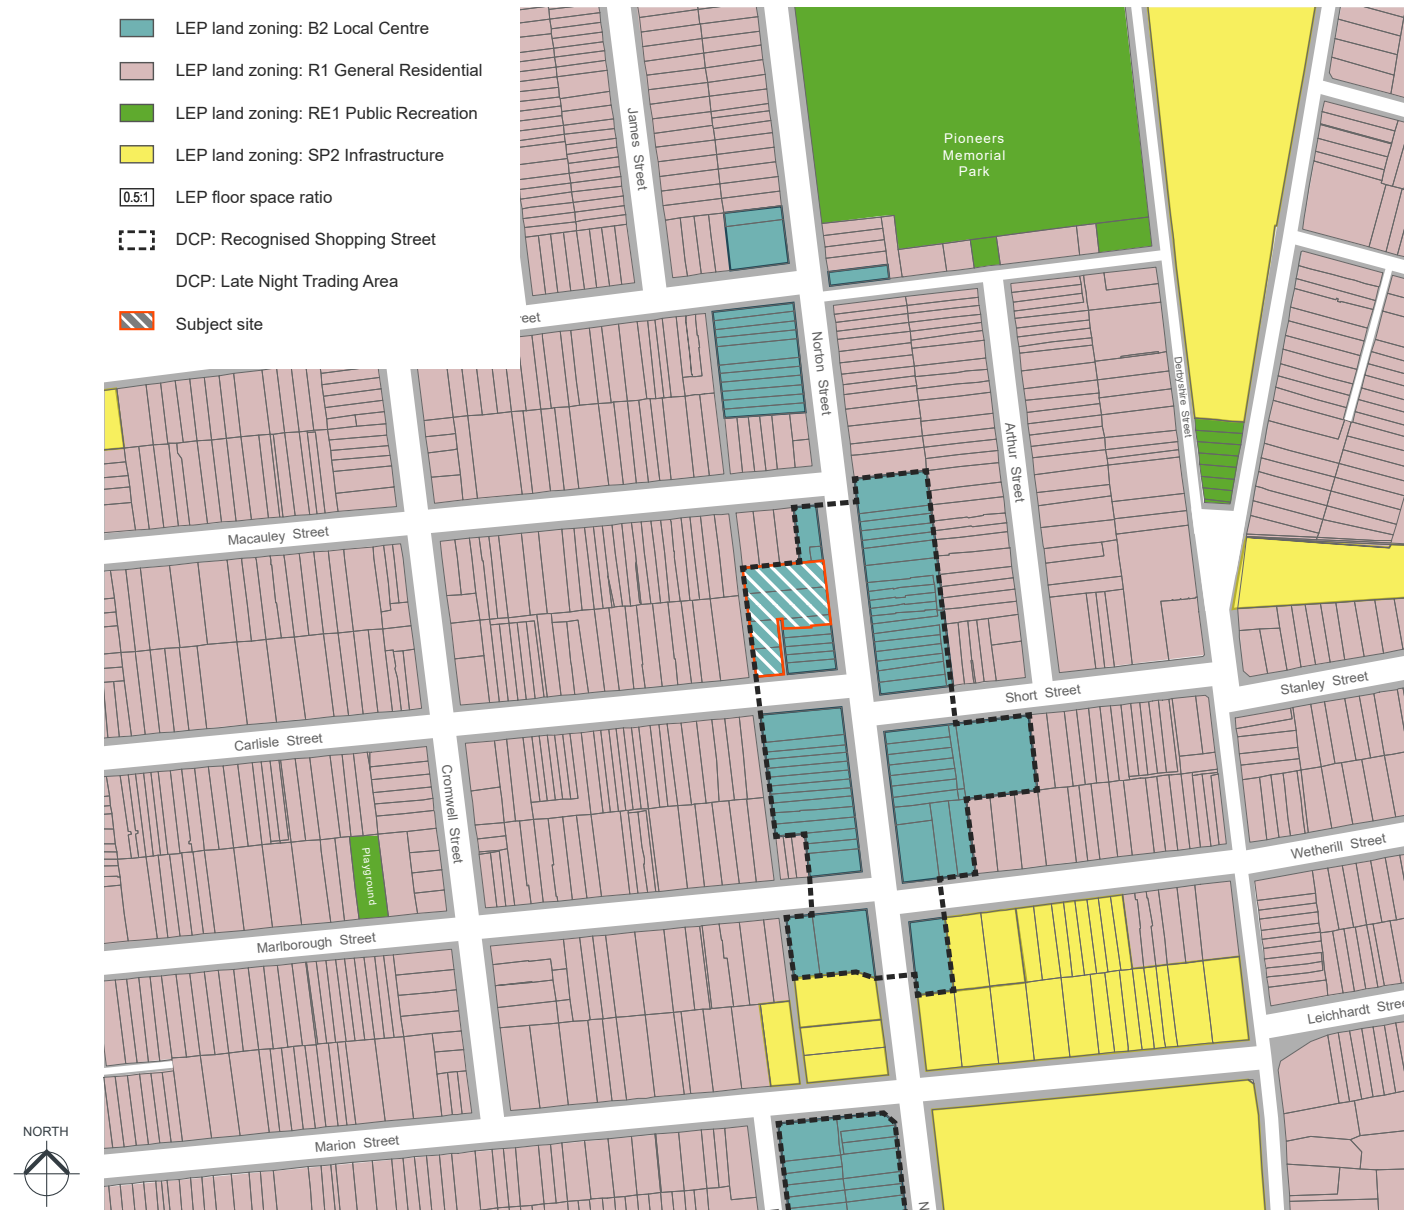 LEP land zoning: B2 Local Centre
LEP land zoning: R1 General Residential
LEP land zoning: RE1 Public Recreation
LEP land zoning: SP2 Infrastructure
0.5:1 LEP floor space ratio
DCP: Recognised Shopping Street
DCP: Late Night Trading Area
Subject site
James Street
Pioneers
Memorial
Park
reet
Norton Street
Derbyshire Street
Arthur Street
Macauley Street
Short Street
Stanley Street
Carlisle Street
Cromwell Street
Wetherill Street
Playground
Marlborough Street
Leichhardt Stree
Marion Street
NORTH
N